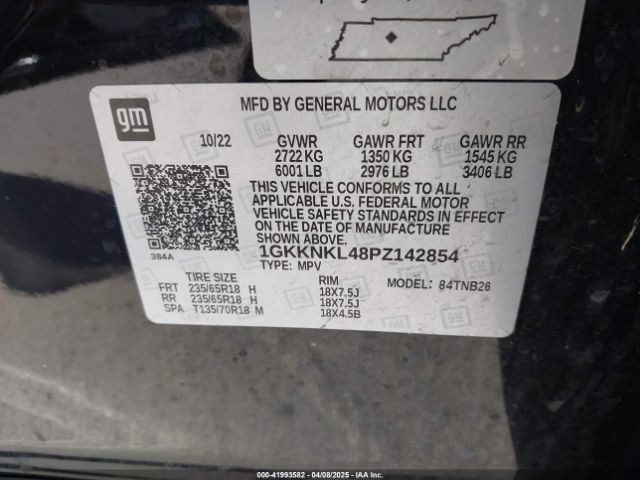 gm
MFD BY GENERAL MOTORS LLC
10/22 GVWR GAWR FRT GAWR RR
2722 KG 1350 KG 1545 KG
6001 LB 2976 LB 3406 LB
THIS VEHICLE CONFORMS TO ALL
APPLICABLE U.S. FEDERAL MOTOR
VEHICLE SAFETY STANDARDS IN EFFECT
ON THE DATE OF MANUFACTURE
SHOWN ABOVE.
384A
1GKKNKL48PZ142854
TYPE: MPV
TIRE SIZE RIM MODEL: 84TNB26
FRT 235/65R18 H 18X7.5J
RR 235/65R18 H 18X7.5J
SPA T135/70R18 M 18X4.5B
000-41993582 - 04/08/2025 - IAA Inc.